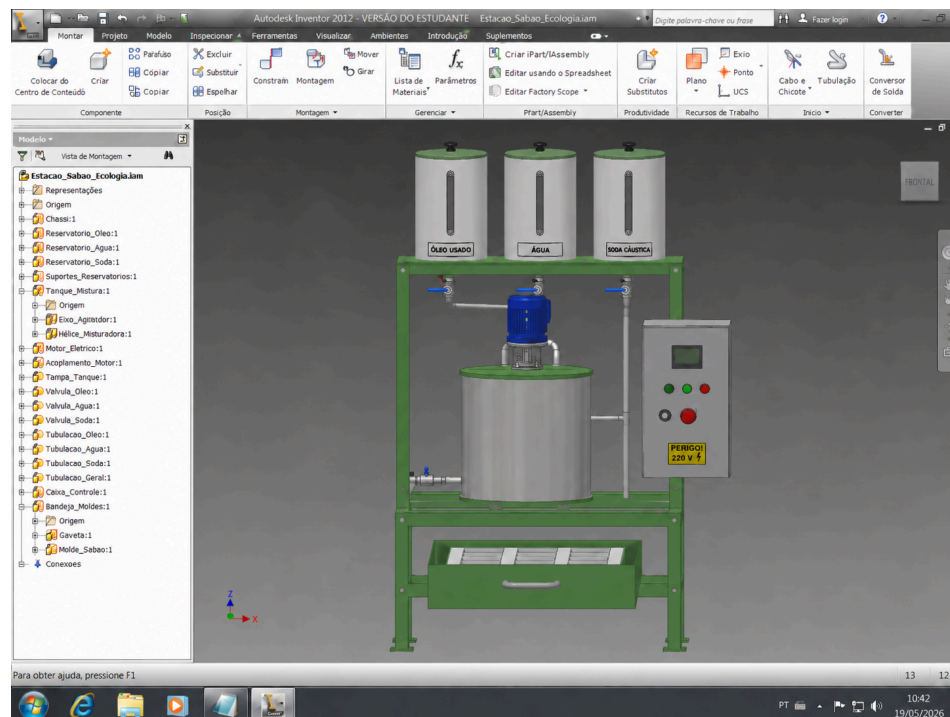 Autodesk Inventor 2012 - VERSÃO DO ESTUDANTE Estacao_Sabao_Ecologia.iam
Digite palavra-chave ou frase
Fazer login
Montar Projeto Modelo Inspecionar Ferramentas Visualizar Ambientes Introdução Suplementos
Colocar do
Centro de Conteúdo
Criar
Parafuso
Copiar
Copiar
Componente
Excluir
Substituir
Espelhar
Posição
Constrain
Montagem
Mover
Girar
Montagem
Lista de
Materiais
Parâmetros
Gerenciar
Criar iPart/IAssembly
Editar usando o Spreadsheet
Editar Factory Scope
Criar
Substitutos
Produtividade
Plano
Exio
Ponto
UCS
Recursos de Trabalho
Cabo e
Chicote
Tubulação
Inicio
Conversor
de Solda
Converter
Modelo
Vista de Montagem
Estacao_Sabao_Ecologia.iam
Representações
Origem
Chassi:1
Reservatorio_Oleo:1
Reservatorio_Agua:1
Reservatorio_Soda:1
Suportes_Reservatorios:1
Tanque_Mistura:1
Origem
Hélice_Misturadora:1
Motor_Eletrico:1
Acoplamento_Motor:1
Tampa_Tanque:1
Valvula_Oleo:1
Valvula_Agua:1
Valvula_Soda:1
Tubulacao_Oleo:1
Tubulacao_Agua:1
Tubulacao_Soda:1
Tubulacao_Geral:1
Caixa_Controle:1
Bandeja_Moldes:1
Origem
Gaveta:1
Molde_Sabao:1
Conexoes
FRONTAL
ÓLEO USADO
ÁGUA
SODA CÁUSTICA
PERIGO!
220 V
Z
X
Para obter ajuda, pressione F1
13 12
PT
10:42
19/05/2026